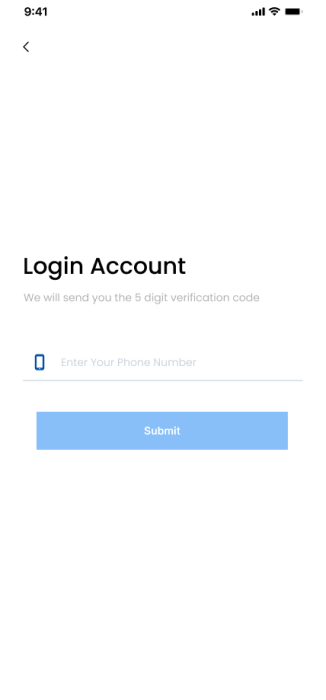 9:41
Login Account
We will send you the 5 digit verification code
Enter Your Phone Number
Submit